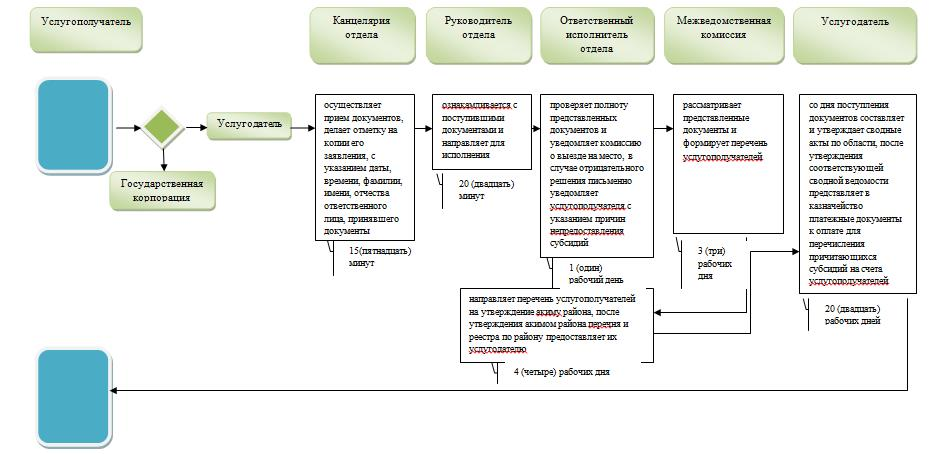 Услугополучатель
Канцелярия
отдела
Руководитель
отдела
Ответственный
исполнитель
отдела
Межведомственная
комиссия
Услугодатель
Услугодатель
Государственная
корпорация
осуществляет
прием документов,
делает отметку на
копии его
заявления, с
указанием даты,
времени, фамилии,
имени, отчества
ответственного
лица, принявшего
документы
15(пятнадцать)
минут
ознакамливается с
поступившими
документами и
направляет для
исполнения
20 (двадцать)
минут
проверяет полноту
представленных
документов и
уведомляет комиссию
о выезде на место, в
случае отрицательного
решения письменно
уведомляет
услугополучателя с
указанием причин
непредоставления
субсидий
1 (один)
рабочий день
рассматривает
представленные
документы и
формирует перечень
услугополучателей
3 (три)
рабочих
дня
со дня поступления
документов составляет
и утверждает сводные
акты по области, после
утверждения
соответствующей
сводной ведомости
представляет в
казначейство
платежные документы
к оплате для
перечисления
причитающихся
субсидий на счета
услугополучателей
20 (двадцать)
рабочих дней
направляет перечень услугополучателей
на утверждение акиму района, после
утверждения акимом района перечня и
реестра по району предоставляет их
услугодателю
4 (четыре) рабочих дня